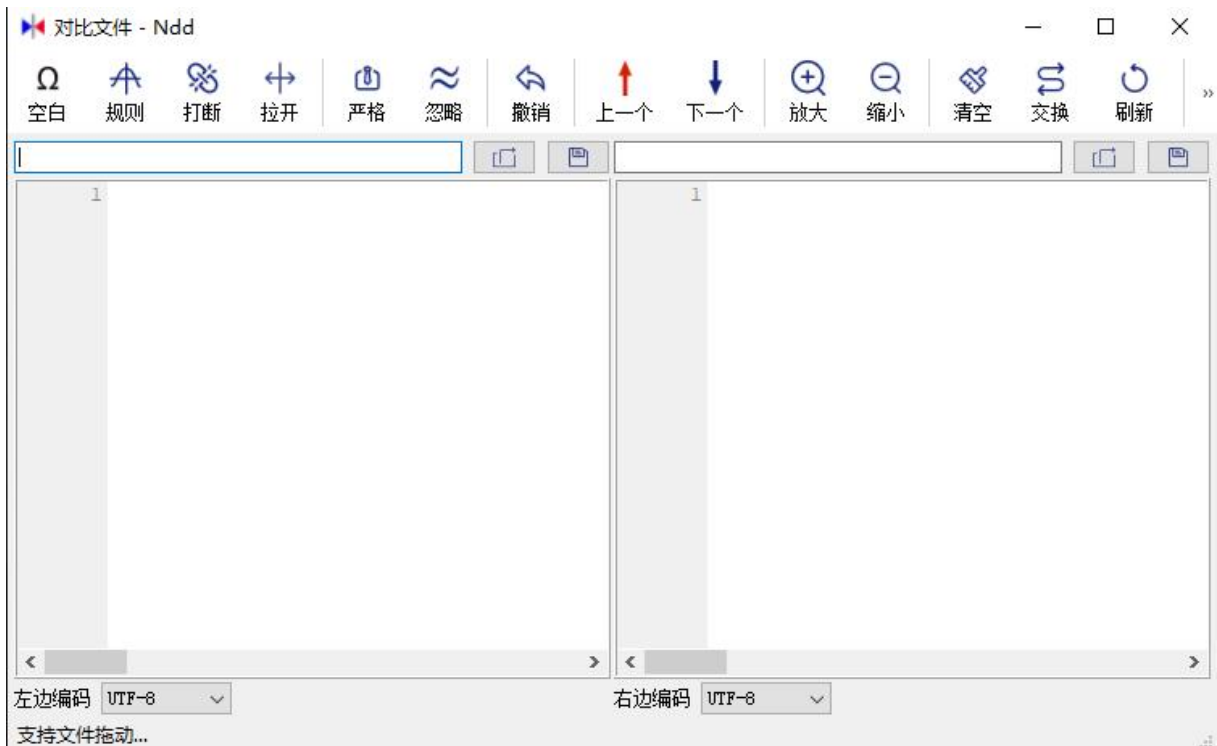 对比文件 - Ndd
空白 规则 打断 拉开 严格 忽略 撤销 上一个 下一个 放大 缩小 清空 交换 刷新
1 1
左边编码 UTF-8 右边编码 UTF-8
支持文件拖动...